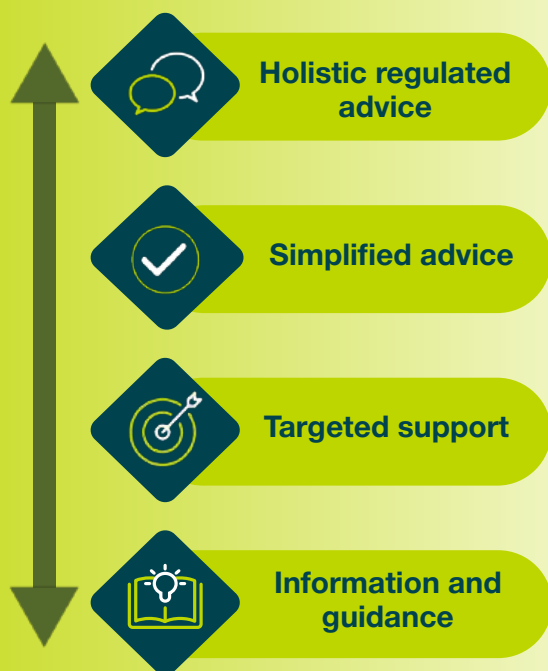 Holistic regulated
advice
Simplified advice
Targeted support
Information and
guidance